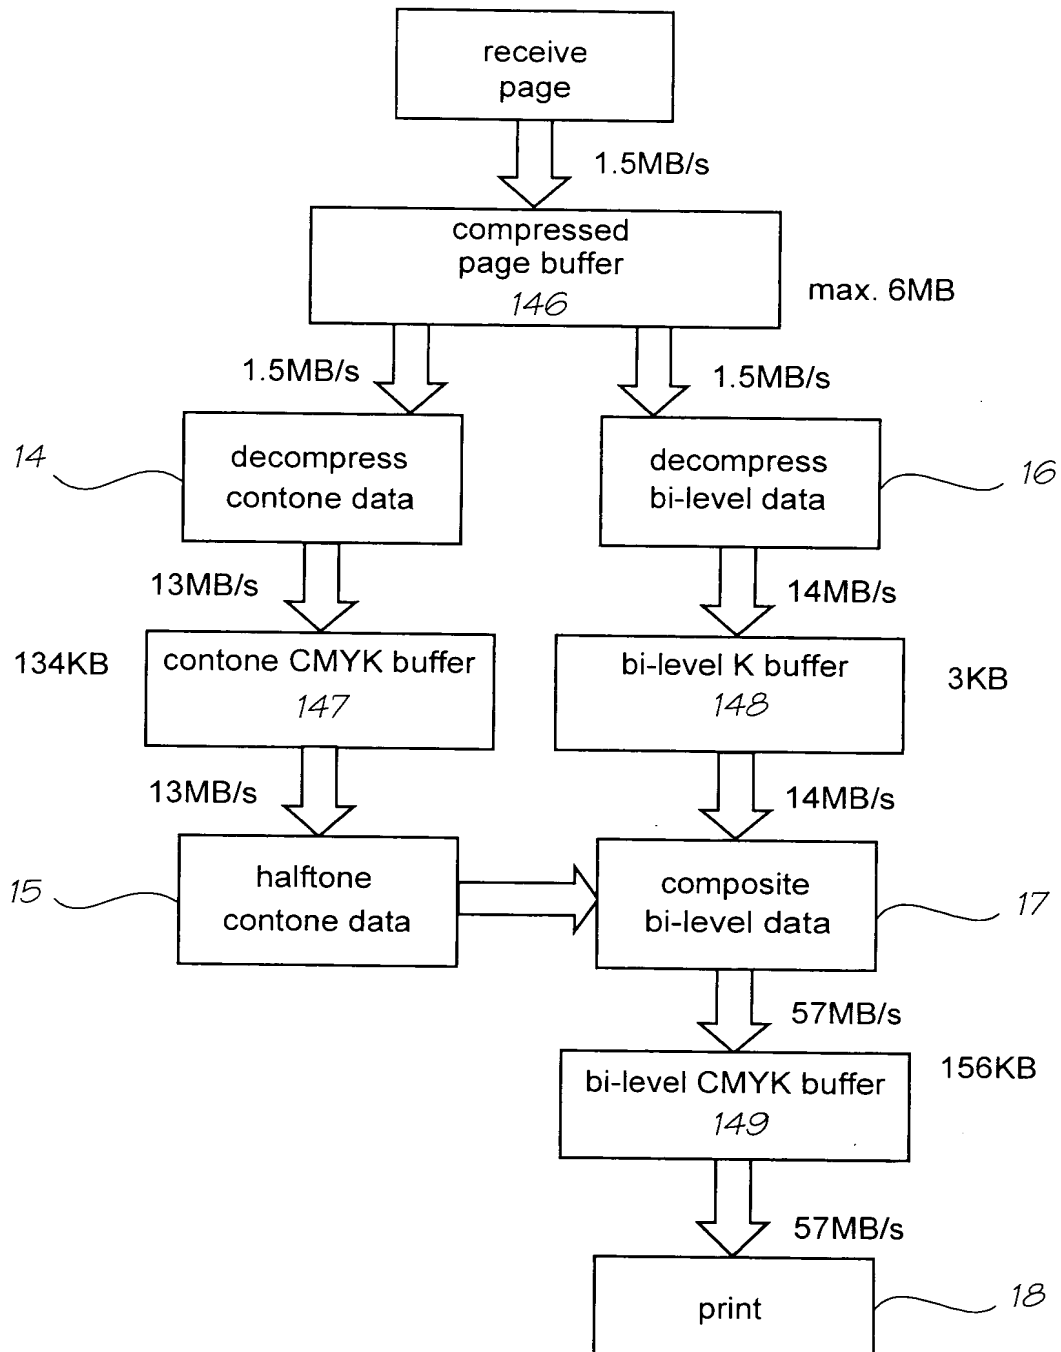 receive
page
1.5MB/s
compressed
page buffer
146
max. 6MB
1.5MB/s
1.5MB/s
14
decompress
contone data
decompress
bi-level data
16
13MB/s
14MB/s
134KB
contone CMYK buffer
147
bi-level K buffer
148
3KB
13MB/s
14MB/s
15
halftone
contone data
composite
bi-level data
17
57MB/s
bi-level CMYK buffer
149
156KB
57MB/s
print
18